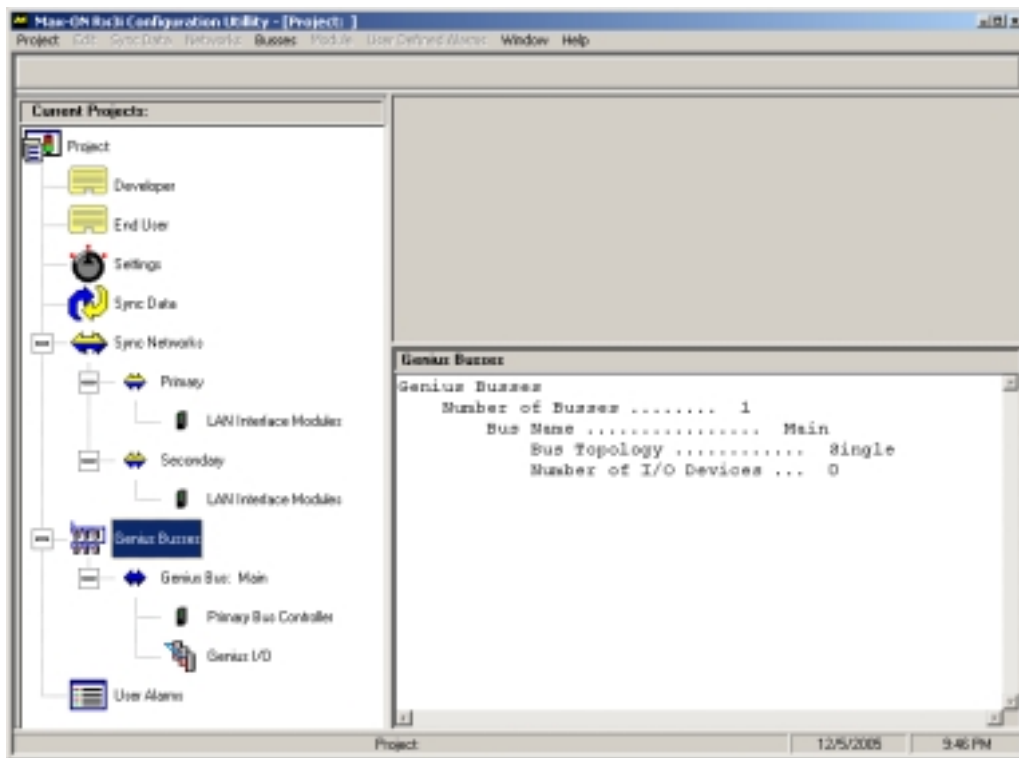 Max-ON Rx3i Configuration Utility - [Project: ]
Project Edit Sync Data Networks Busses Module User Defined Alarms Window Help
Current Projects:
Project
Developer
End User
Settings
Sync Data
Sync Networks
Primary
LAN Interface Modules
Secondary
LAN Interface Modules
Genius Busses
Genius Bus: Main
Primary Bus Controller
Genius I/O
User Alarms
Genius Busses
Genius Busses
Number of Busses ........ 1
Bus Name ................ Main
Bus Topology ............ Single
Number of I/O Devices ... 0
Project: 12/5/2005 9:46 PM